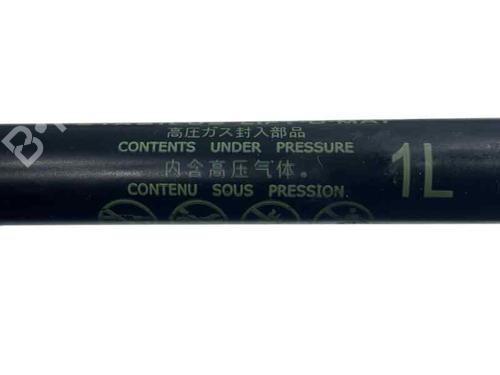 高圧ガス封入部品
CONTENTS UNDER PRESSURE
内含高压气体。
CONTENU SOUS PRESSION.
1L